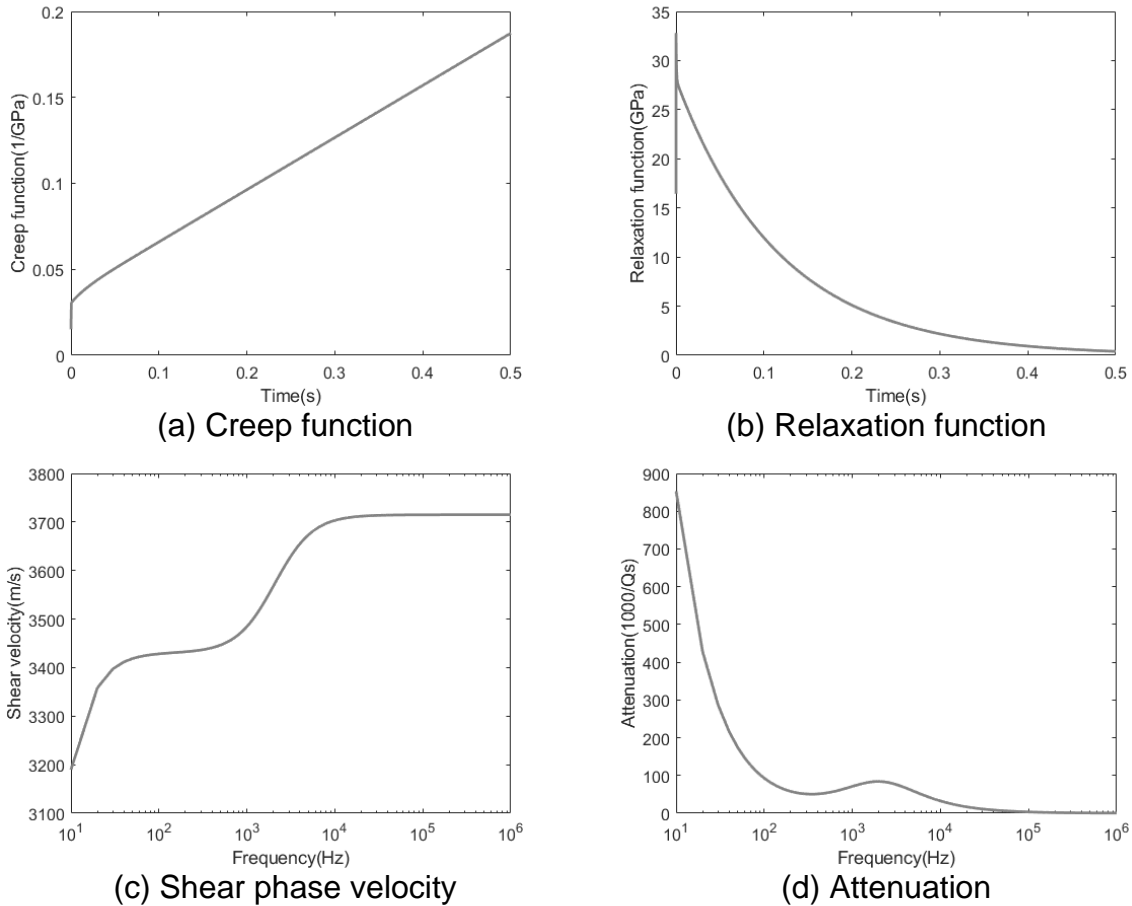 0.2
0.15
0.1
0.05
0
Creep function(1/GPa)
0 0.1 0.2 0.3 0.4 0.5
Time(s)
(a) Creep function
35
30
25
20
15
10
5
0
Relaxation function(GPa)
0 0.1 0.2 0.3 0.4 0.5
Time(s)
(b) Relaxation function
3800
3700
3600
3500
3400
3300
3200
3100
Shear velocity(m/s)
10^1 10^2 10^3 10^4 10^5 10^6
Frequency(Hz)
(c) Shear phase velocity
900
800
700
600
500
400
300
200
100
0
Attenuation(1000/Qs)
10^1 10^2 10^3 10^4 10^5 10^6
Frequency(Hz)
(d) Attenuation